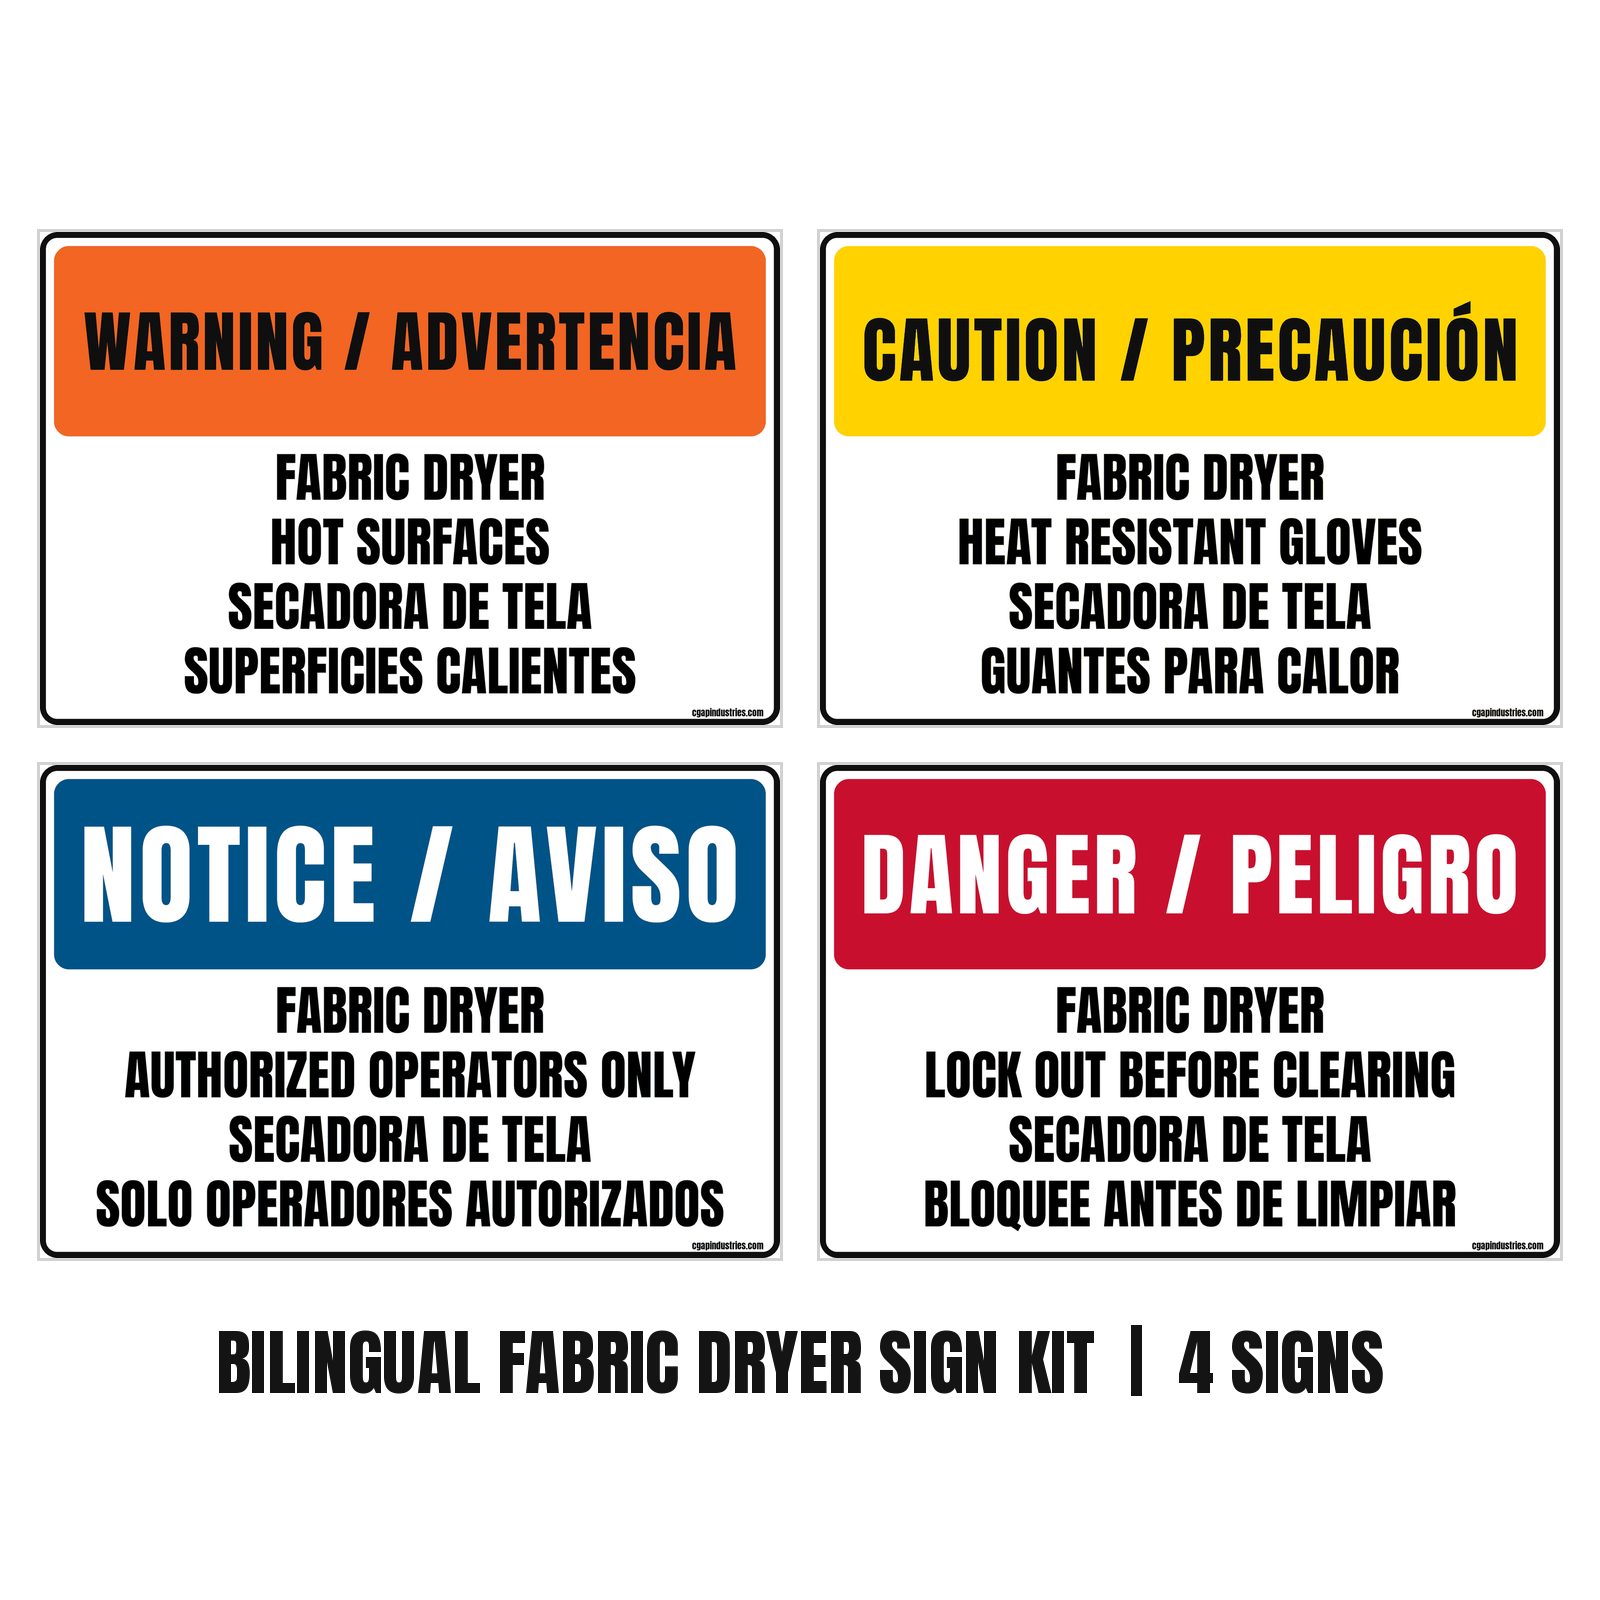 WARNING / ADVERTENCIA
FABRIC DRYER
HOT SURFACES
SECADORA DE TELA
SUPERFICIES CALIENTES
cgapindustries.com
CAUTION / PRECAUCIÓN
FABRIC DRYER
HEAT RESISTANT GLOVES
SECADORA DE TELA
GUANTES PARA CALOR
cgapindustries.com
NOTICE / AVISO
FABRIC DRYER
AUTHORIZED OPERATORS ONLY
SECADORA DE TELA
SOLO OPERADORES AUTORIZADOS
cgapindustries.com
DANGER / PELIGRO
FABRIC DRYER
LOCK OUT BEFORE CLEARING
SECADORA DE TELA
BLOQUEE ANTES DE LIMPIAR
cgapindustries.com
BILINGUAL FABRIC DRYER SIGN KIT | 4 SIGNS